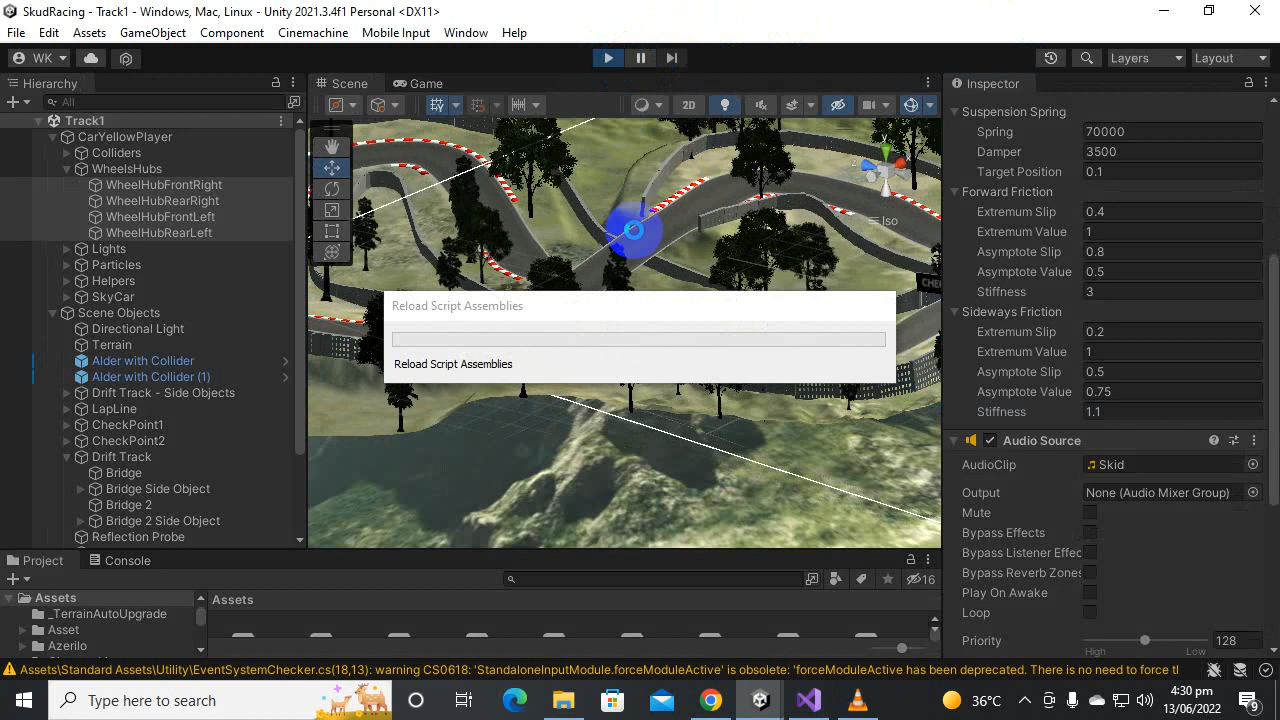 SkudRacing - Track1 - Windows, Mac, Linux - Unity 2021.3.4f1 Personal <DX11>
File Edit Assets GameObject Component Cinemachine Mobile Input Window Help
WK Layers Layout
Hierarchy
All
Track1
CarYellowPlayer
Colliders
WheelsHubs
WheelHubFrontRight
WheelHubRearRight
WheelHubFrontLeft
WheelHubRearLeft
Lights
Particles
Helpers
SkyCar
Scene Objects
Directional Light
Terrain
Alder with Collider
Alder with Collider (1)
Drift Track - Side Objects
LapLine
CheckPoint1
CheckPoint2
Drift Track
Bridge
Bridge Side Object
Bridge 2
Bridge 2 Side Object
Reflection Probe
Scene Game
2D
Iso
Reload Script Assemblies
Reload Script Assemblies
Inspector
Suspension Spring
Spring 70000
Damper 3500
Target Position 0.1
Forward Friction
Extremum Slip 0.4
Extremum Value 1
Asymptote Slip 0.8
Asymptote Value 0.5
Stiffness 3
Sideways Friction
Extremum Slip 0.2
Extremum Value 1
Asymptote Slip 0.5
Asymptote Value 0.75
Stiffness 1.1
Audio Source
AudioClip Skid
Output None (Audio Mixer Group)
Mute
Bypass Effects
Bypass Listener Effec
Bypass Reverb Zones
Play On Awake
Loop
Priority 128
High Low
Project Console
16
Assets
_TerrainAutoUpgrade
Asset
Azerilo
Assets
Assets\Standard Assets\Utility\EventSystemChecker.cs(18,13): warning CS0618: 'StandaloneInputModule.forceModuleActive' is obsolete: 'forceModuleActive has been deprecated. There is no need to force tl
Type here to search
36°C
4:30 pm
13/06/2022
9